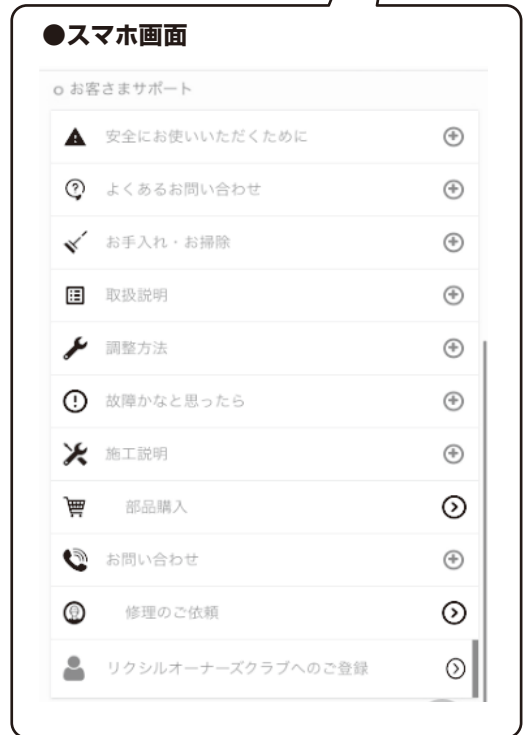 ●スマホ画面
お客さまサポート
安全にお使いいただくために
よくあるお問い合わせ
お手入れ・お掃除
取扱説明
調整方法
故障かなと思ったら
施工説明
部品購入
お問い合わせ
修理のご依頼
リクシルオーナーズクラブへのご登録